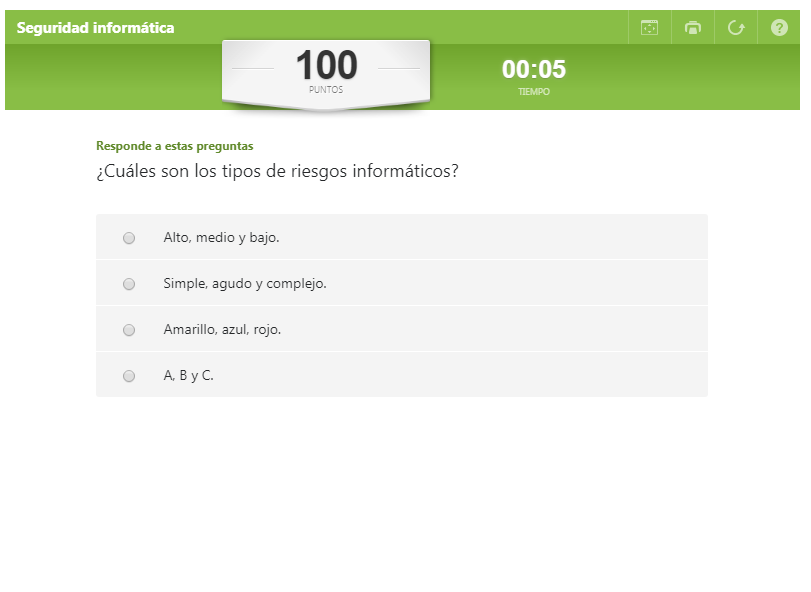 Seguridad informática
?
100
PUNTOS
00:05
TIEMPO
Responde a estas preguntas
¿Cuáles son los tipos de riesgos informáticos?
Alto, medio y bajo.
Simple, agudo y complejo.
Amarillo, azul, rojo.
A, B y C.